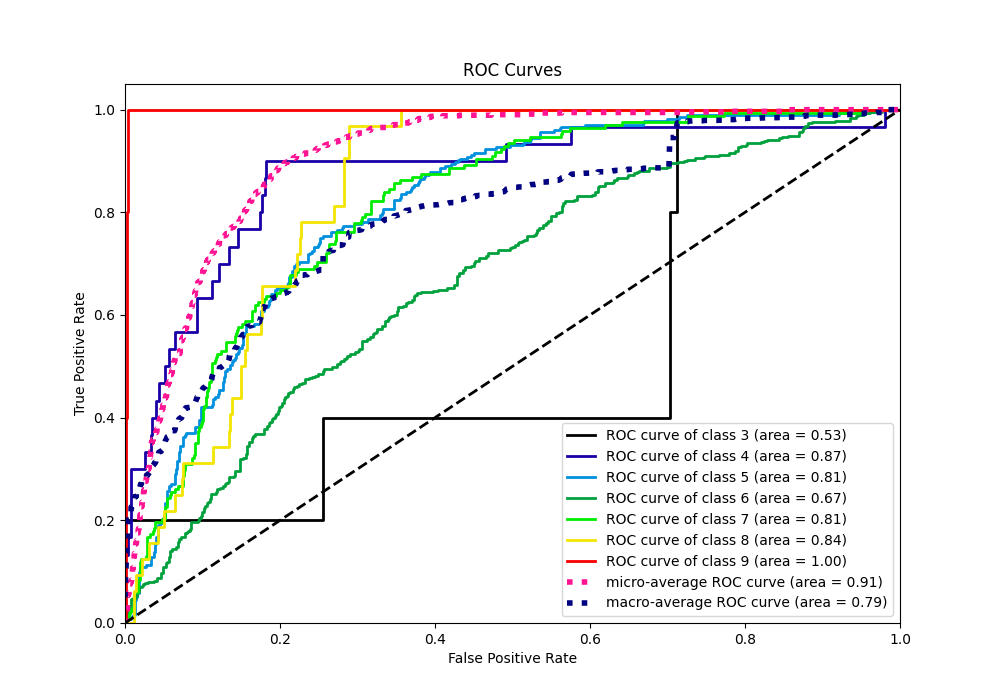 ROC Curves
True Positive Rate
1.0
0.8
0.6
0.4
0.2
0.0
ROC curve of class 3 (area = 0.53)
ROC curve of class 4 (area = 0.87)
ROC curve of class 5 (area = 0.81)
ROC curve of class 6 (area = 0.67)
ROC curve of class 7 (area = 0.81)
ROC curve of class 8 (area = 0.84)
ROC curve of class 9 (area = 1.00)
micro-average ROC curve (area = 0.91)
macro-average ROC curve (area = 0.79)
0.0 0.2 0.4 0.6 0.8 1.0
False Positive Rate